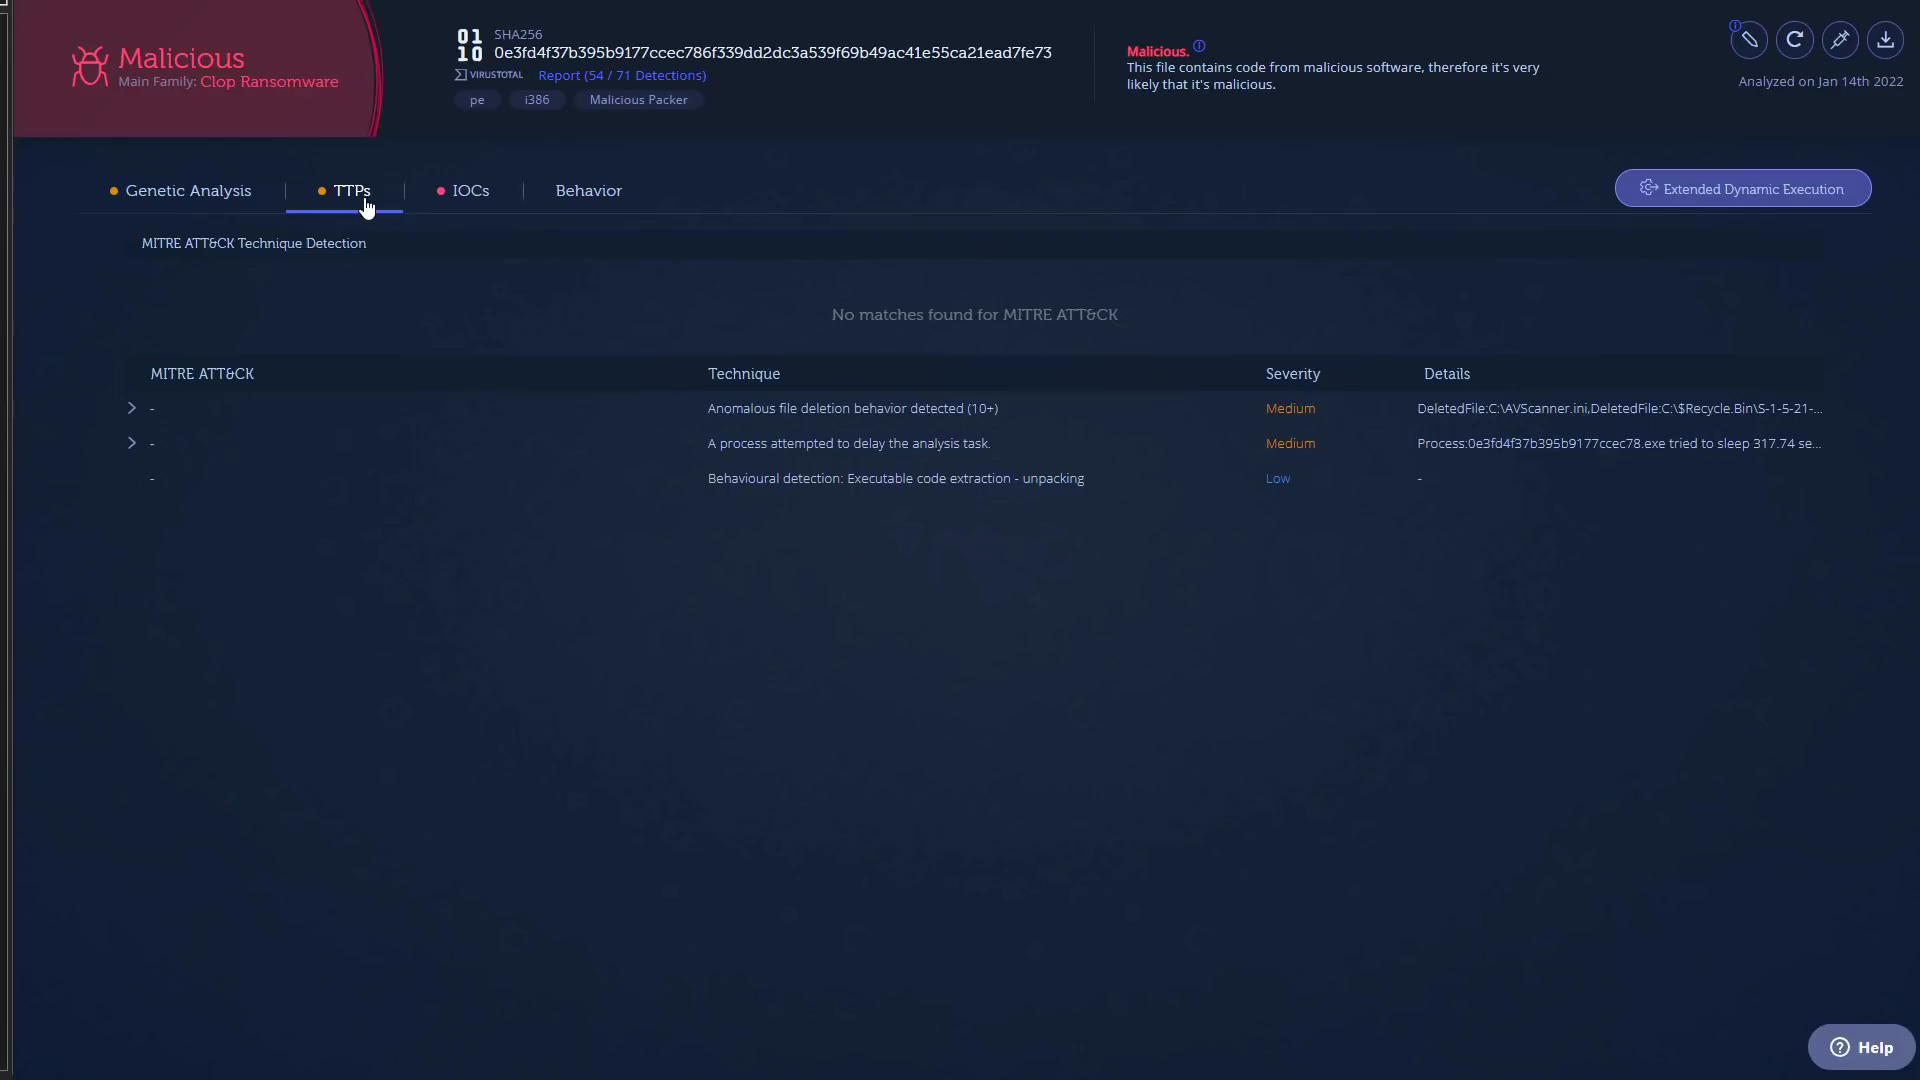 Malicious
Main Family: Clop Ransomware
01
10
SHA256
0e3fd4f37b395b9177ccec786f339dd2dc3a539f69b49ac41e55ca21ead7fe73
VIRUSTOTAL Report (54 / 71 Detections)
pe i386 Malicious Packer
Malicious.
This file contains code from malicious software, therefore it's very
likely that it's malicious.
Analyzed on Jan 14th 2022
Genetic Analysis TTPs IOCs Behavior
Extended Dynamic Execution
MITRE ATT&CK Technique Detection
No matches found for MITRE ATT&CK
MITRE ATT&CK Technique Severity Details
- Anomalous file deletion behavior detected (10+) Medium DeletedFile:C:\AVScanner.ini,DeletedFile:C:\$Recycle.Bin\S-1-5-21-...
- A process attempted to delay the analysis task. Medium Process:0e3fd4f37b395b9177ccec78.exe tried to sleep 317.74 se...
- Behavioural detection: Executable code extraction - unpacking Low -
Help